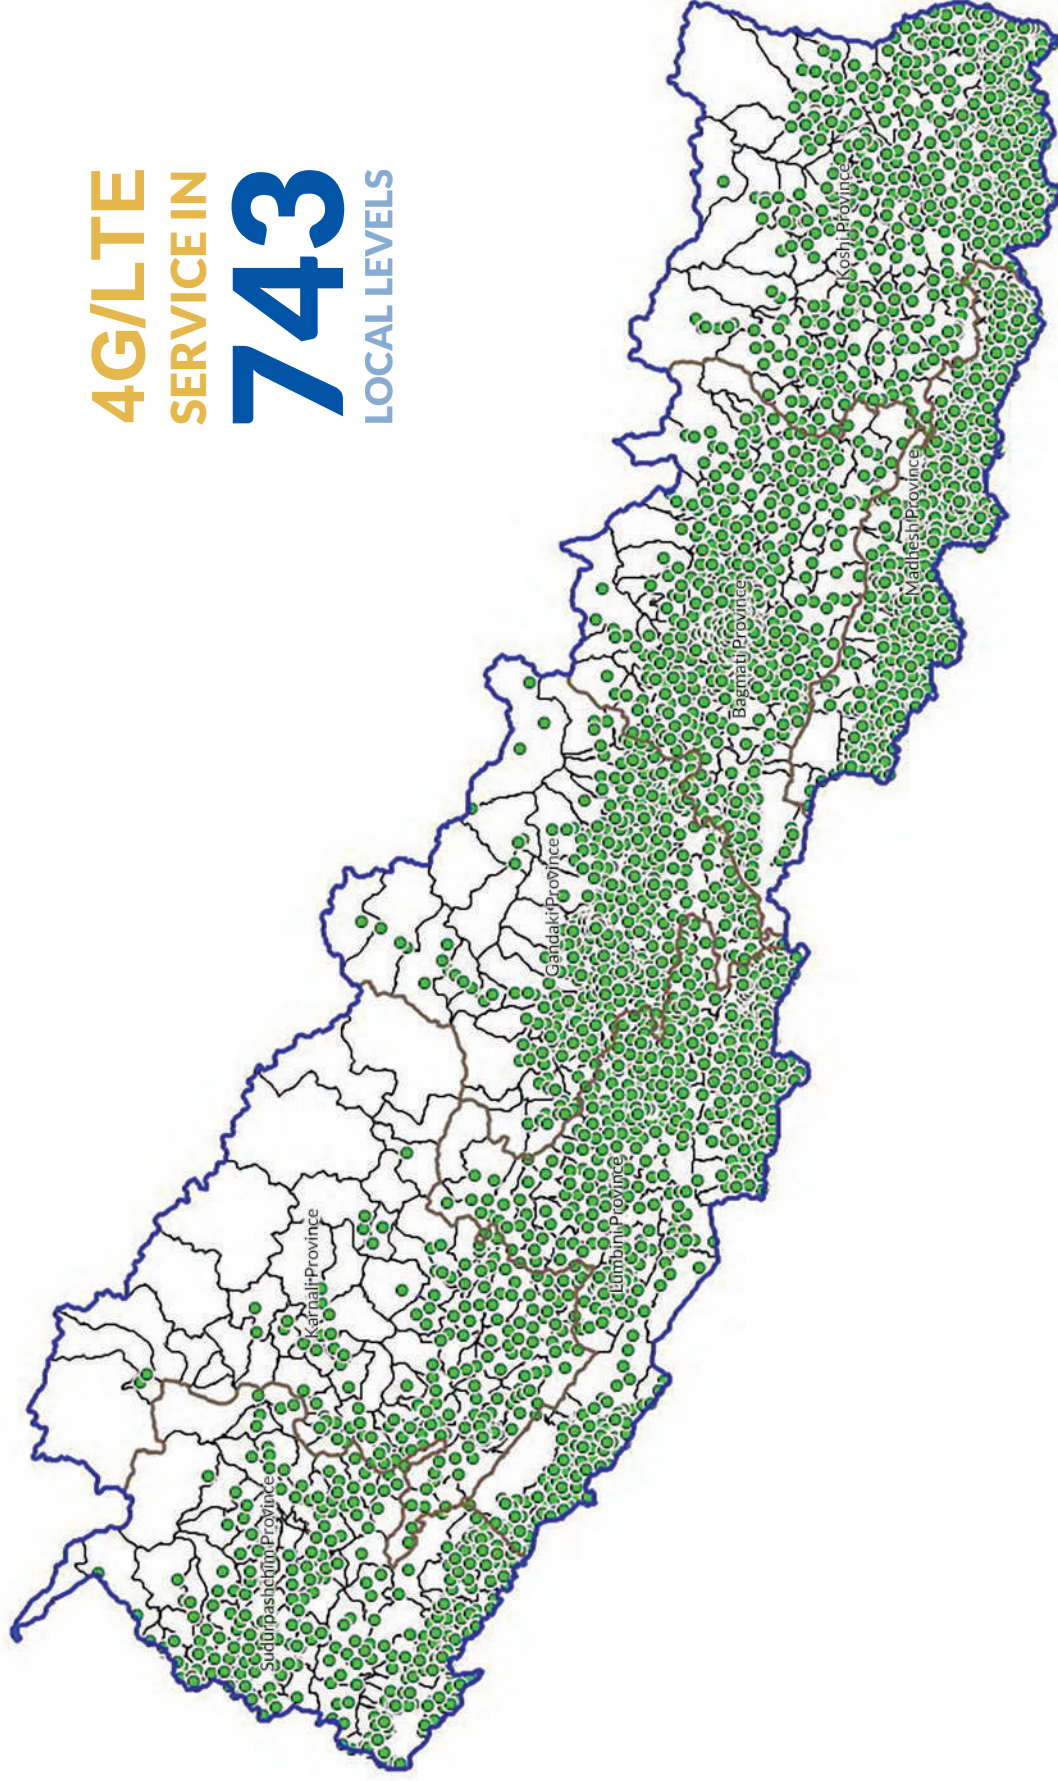 4G/LTE
SERVICE IN
743
LOCAL LEVELS
Sudurpashchim Province
Karnali Province
Lumbini Province
Gandaki Province
Bagmati Province
Madhesh Province
Koshi Province